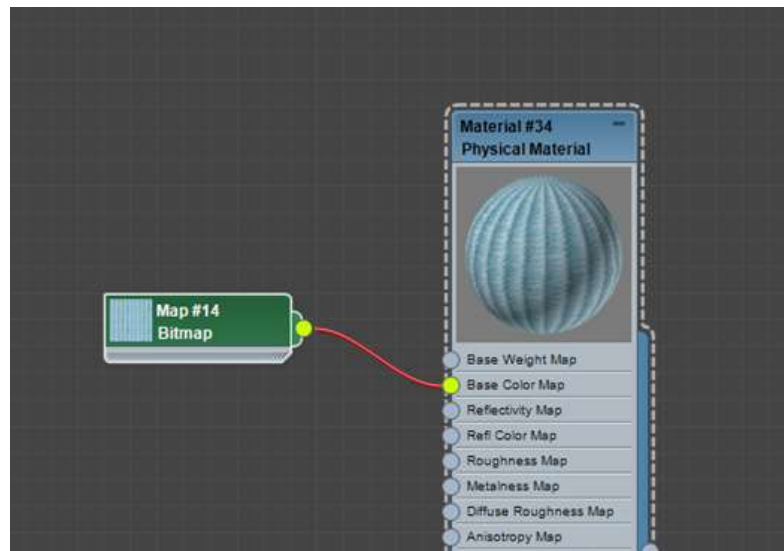 Map #14
Bitmap
Material #34
Physical Material
Base Weight Map
Base Color Map
Reflectivity Map
Refl Color Map
Roughness Map
Metalness Map
Diffuse Roughness Map
Anisotropy Map